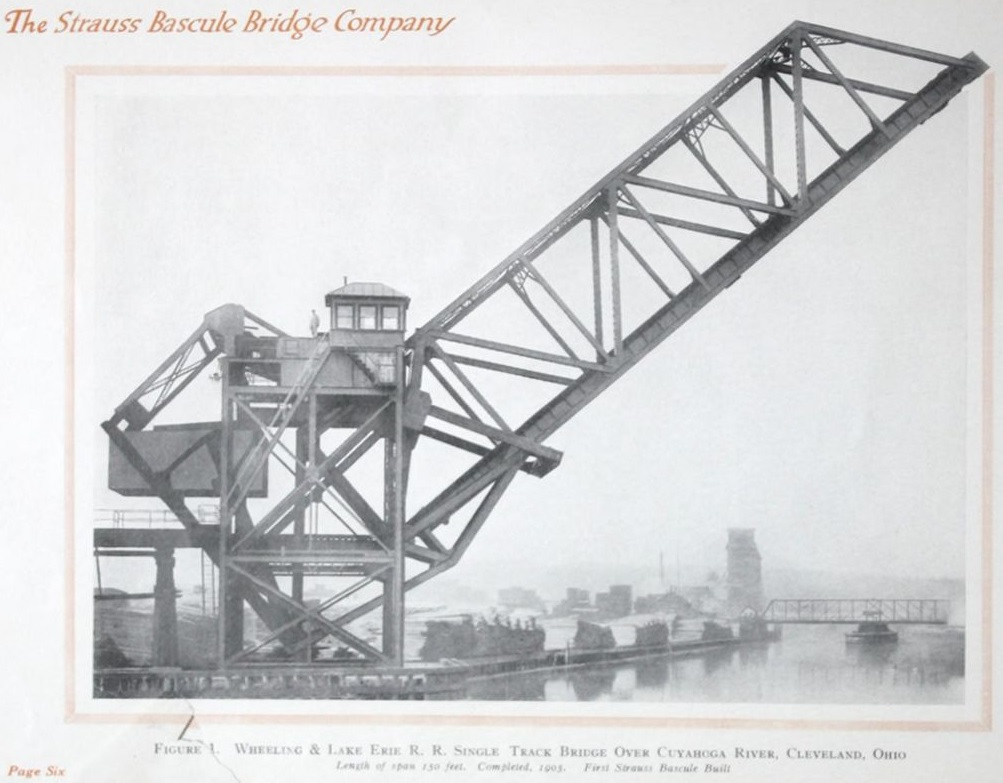 The Strauss Bascule Bridge Company
FIGURE 1. WHEELING & LAKE ERIE R. R. SINGLE TRACK BRIDGE OVER CUYAHOGA RIVER, CLEVELAND, OHIO
Length of span 150 feet. Completed, 1905. First Strauss Bascule Built
Page Six